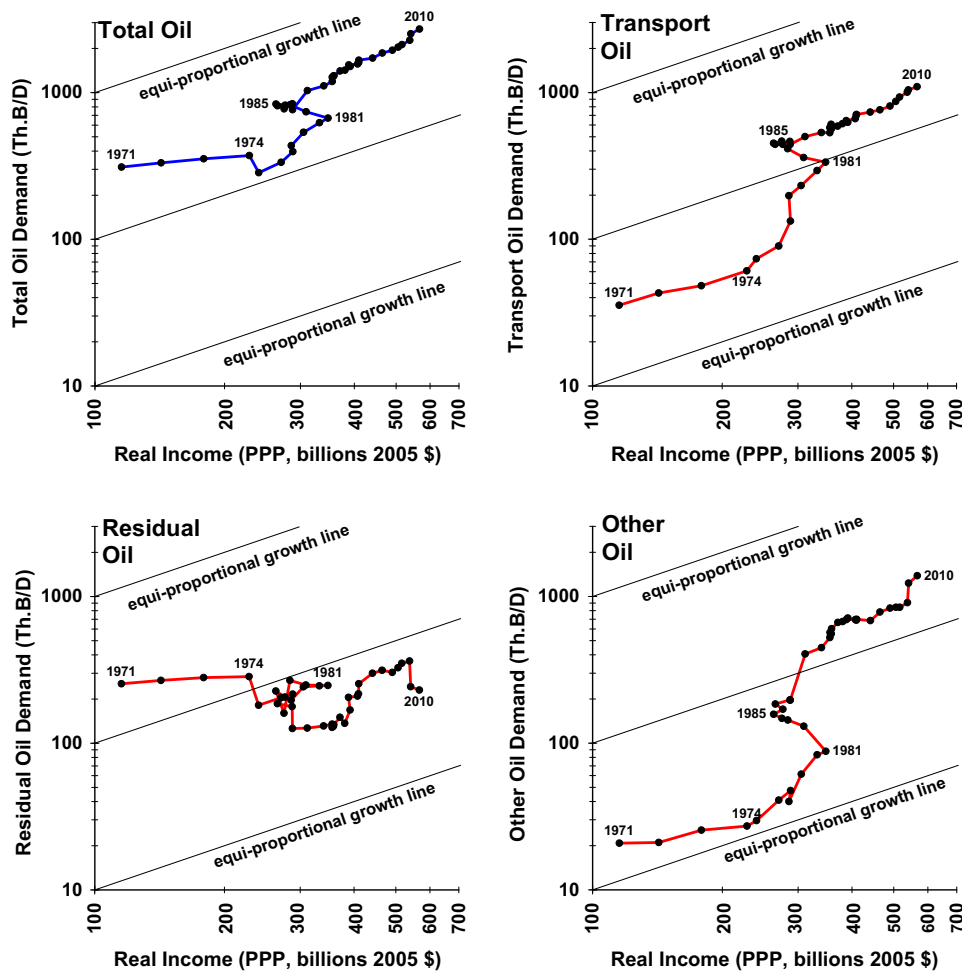 Total Oil
equi-proportional growth line
2010
1000
1985
1981
1974
1971
100
equi-proportional growth line
10
Total Oil Demand (Th.B/D)
100
200
300
400
500
600
700
Real Income (PPP, billions 2005 $)
Transport
Oil
equi-proportional growth line
2010
1000
1985
1981
100
1974
1971
equi-proportional growth line
10
Transport Oil Demand (Th.B/D)
100
200
300
400
500
600
700
Real Income (PPP, billions 2005 $)
Residual
Oil
equi-proportional growth line
1000
1971
1974
1981
2010
100
equi-proportional growth line
10
Residual Oil Demand (Th.B/D)
100
200
300
400
500
600
700
Real Income (PPP, billions 2005 $)
Other
Oil
equi-proportional growth line
2010
1000
1985
1981
100
1974
1971
equi-proportional growth line
10
Other Oil Demand (Th.B/D)
100
200
300
400
500
600
700
Real Income (PPP, billions 2005 $)